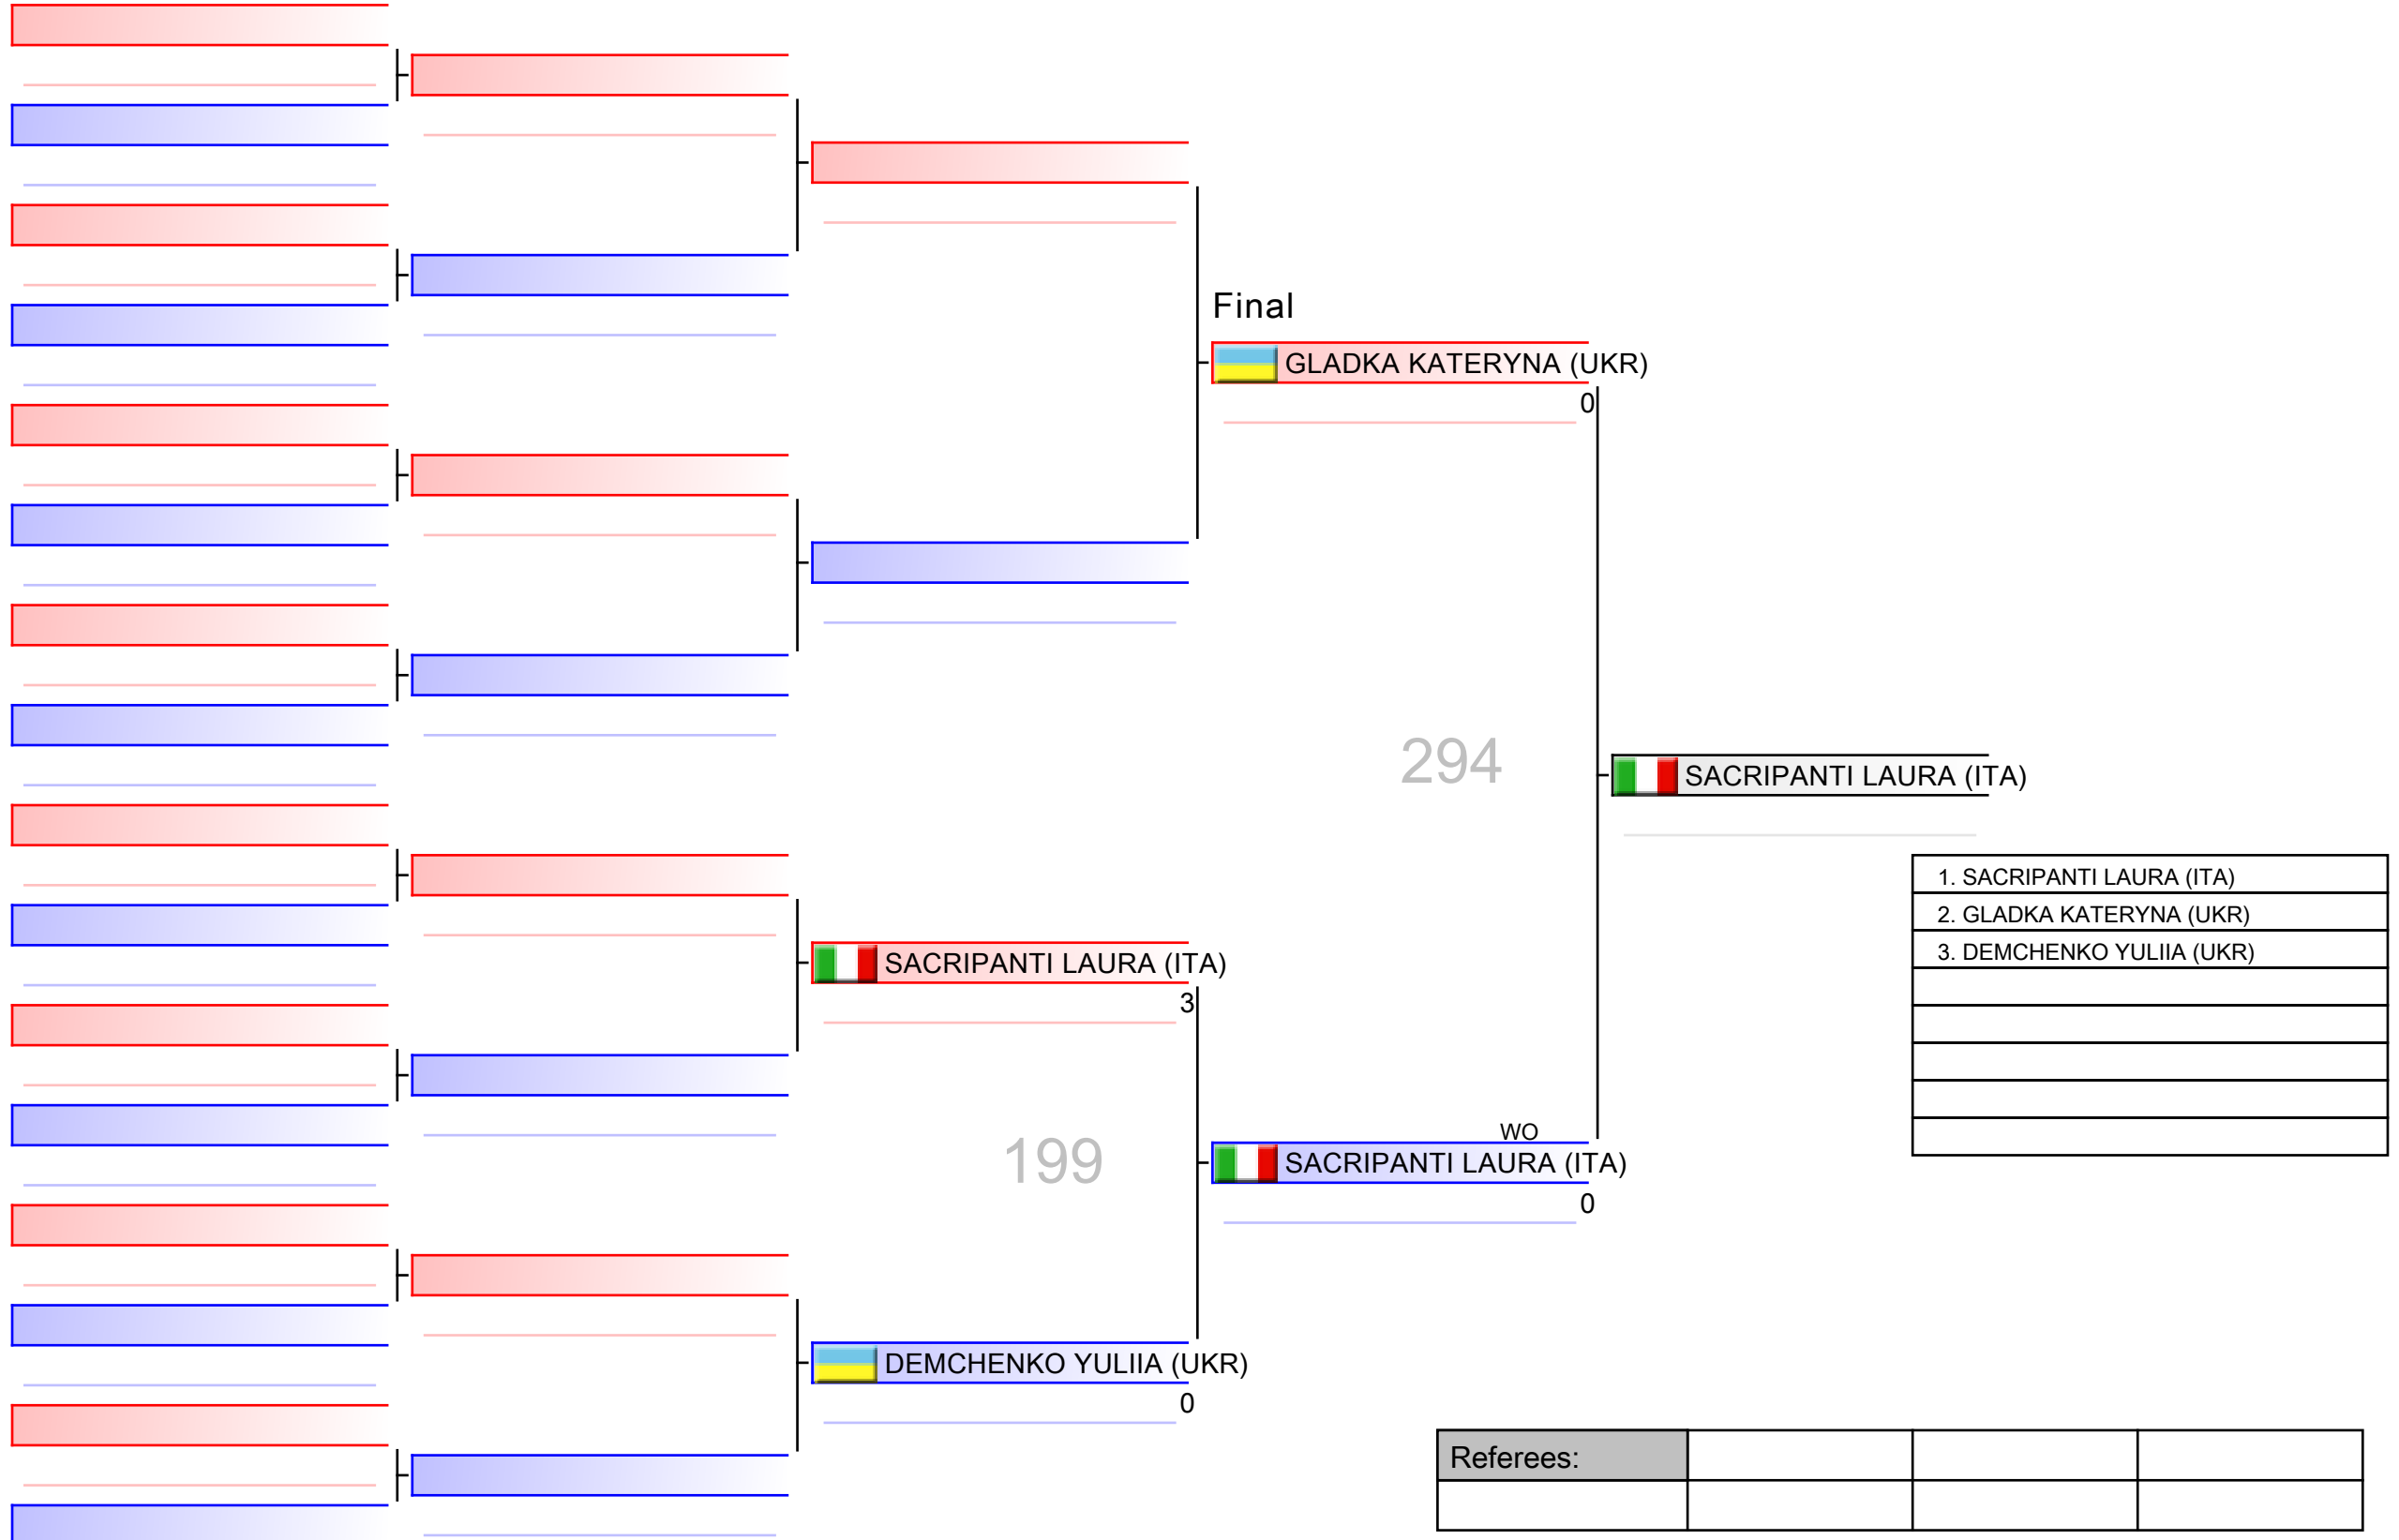 Final
GLADKA KATERYNA (UKR)
0
294
SACRIPANTI LAURA (ITA)
1. SACRIPANTI LAURA (ITA)
2. GLADKA KATERYNA (UKR)
3. DEMCHENKO YULIIA (UKR)
SACRIPANTI LAURA (ITA)
3
199
WO
SACRIPANTI LAURA (ITA)
0
DEMCHENKO YULIIA (UKR)
0
Referees: